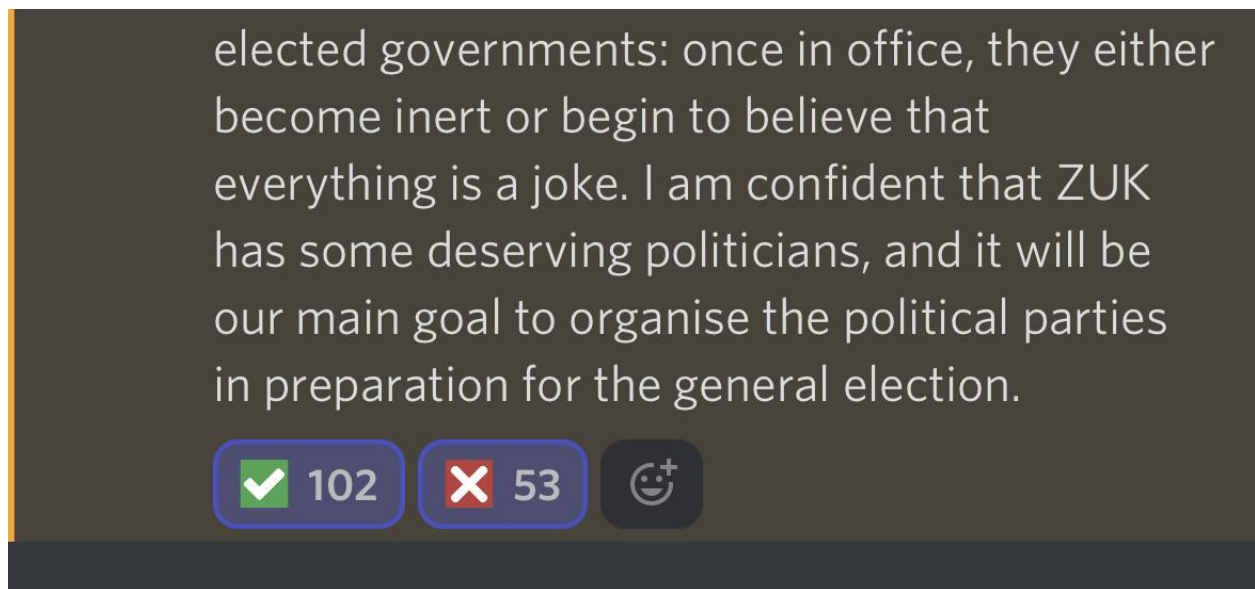 elected governments: once in office, they either
become inert or begin to believe that
everything is a joke. I am confident that ZUK
has some deserving politicians, and it will be
our main goal to organise the political parties
in preparation for the general election.
102 53